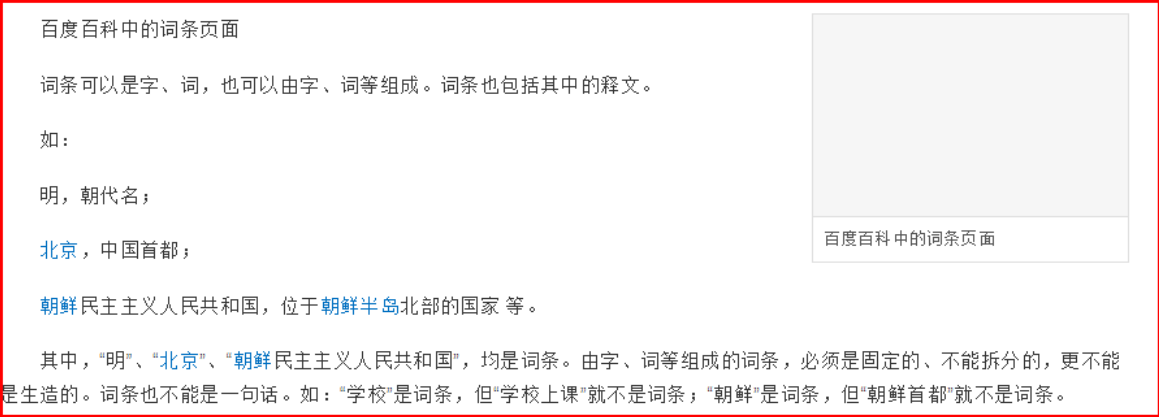 百度百科中的词条页面
词条可以是字、词，也可以由字、词等组成。词条也包括其中的释文。
如：
明，朝代名；
北京，中国首都；
百度百科中的词条页面
朝鲜民主主义人民共和国，位于朝鲜半岛北部的国家 等。
其中，“明”、“北京”、“朝鲜民主主义人民共和国”，均是词条。由字、词等组成的词条，必须是固定的、不能拆分的，更不能
是生造的。词条也不能是一句话。如：“学校”是词条，但“学校上课”就不是词条；“朝鲜”是词条，但“朝鲜首都”就不是词条。